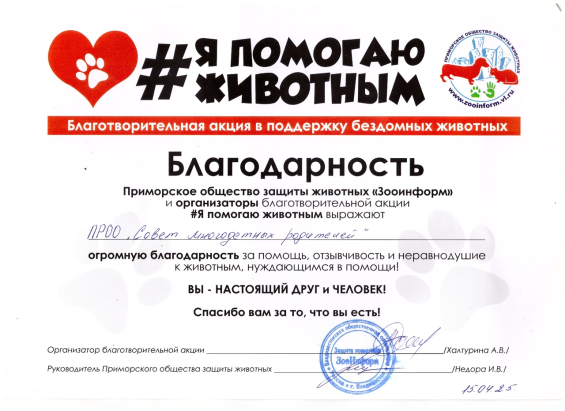 #Я ПОМОГАЮ
ЖИВОТНЫМ
ПРИМОРСКОЕ ОБЩЕСТВО ЗАЩИТЫ ЖИВОТНЫХ
www.zooinform.vl.ru
Благотворительная акция в поддержку бездомных животных
Благодарность
Приморское общество защиты животных «Зооинформ»
и организаторы благотворительной акции
#Я помогаю животным выражают
ПРОО „Совет многодетных родителей"
огромную благодарность за помощь, отзывчивость и неравнодушие
к животным, нуждающимся в помощи!
ВЫ - НАСТОЯЩИЙ ДРУГ и ЧЕЛОВЕК!
Спасибо вам за то, что вы есть!
Организатор благотворительной акции /Халтурина А.В./
Защита животных
ЗооИнформ
Руководитель Приморского общества защиты животных /Недора И.В./
15.04.25